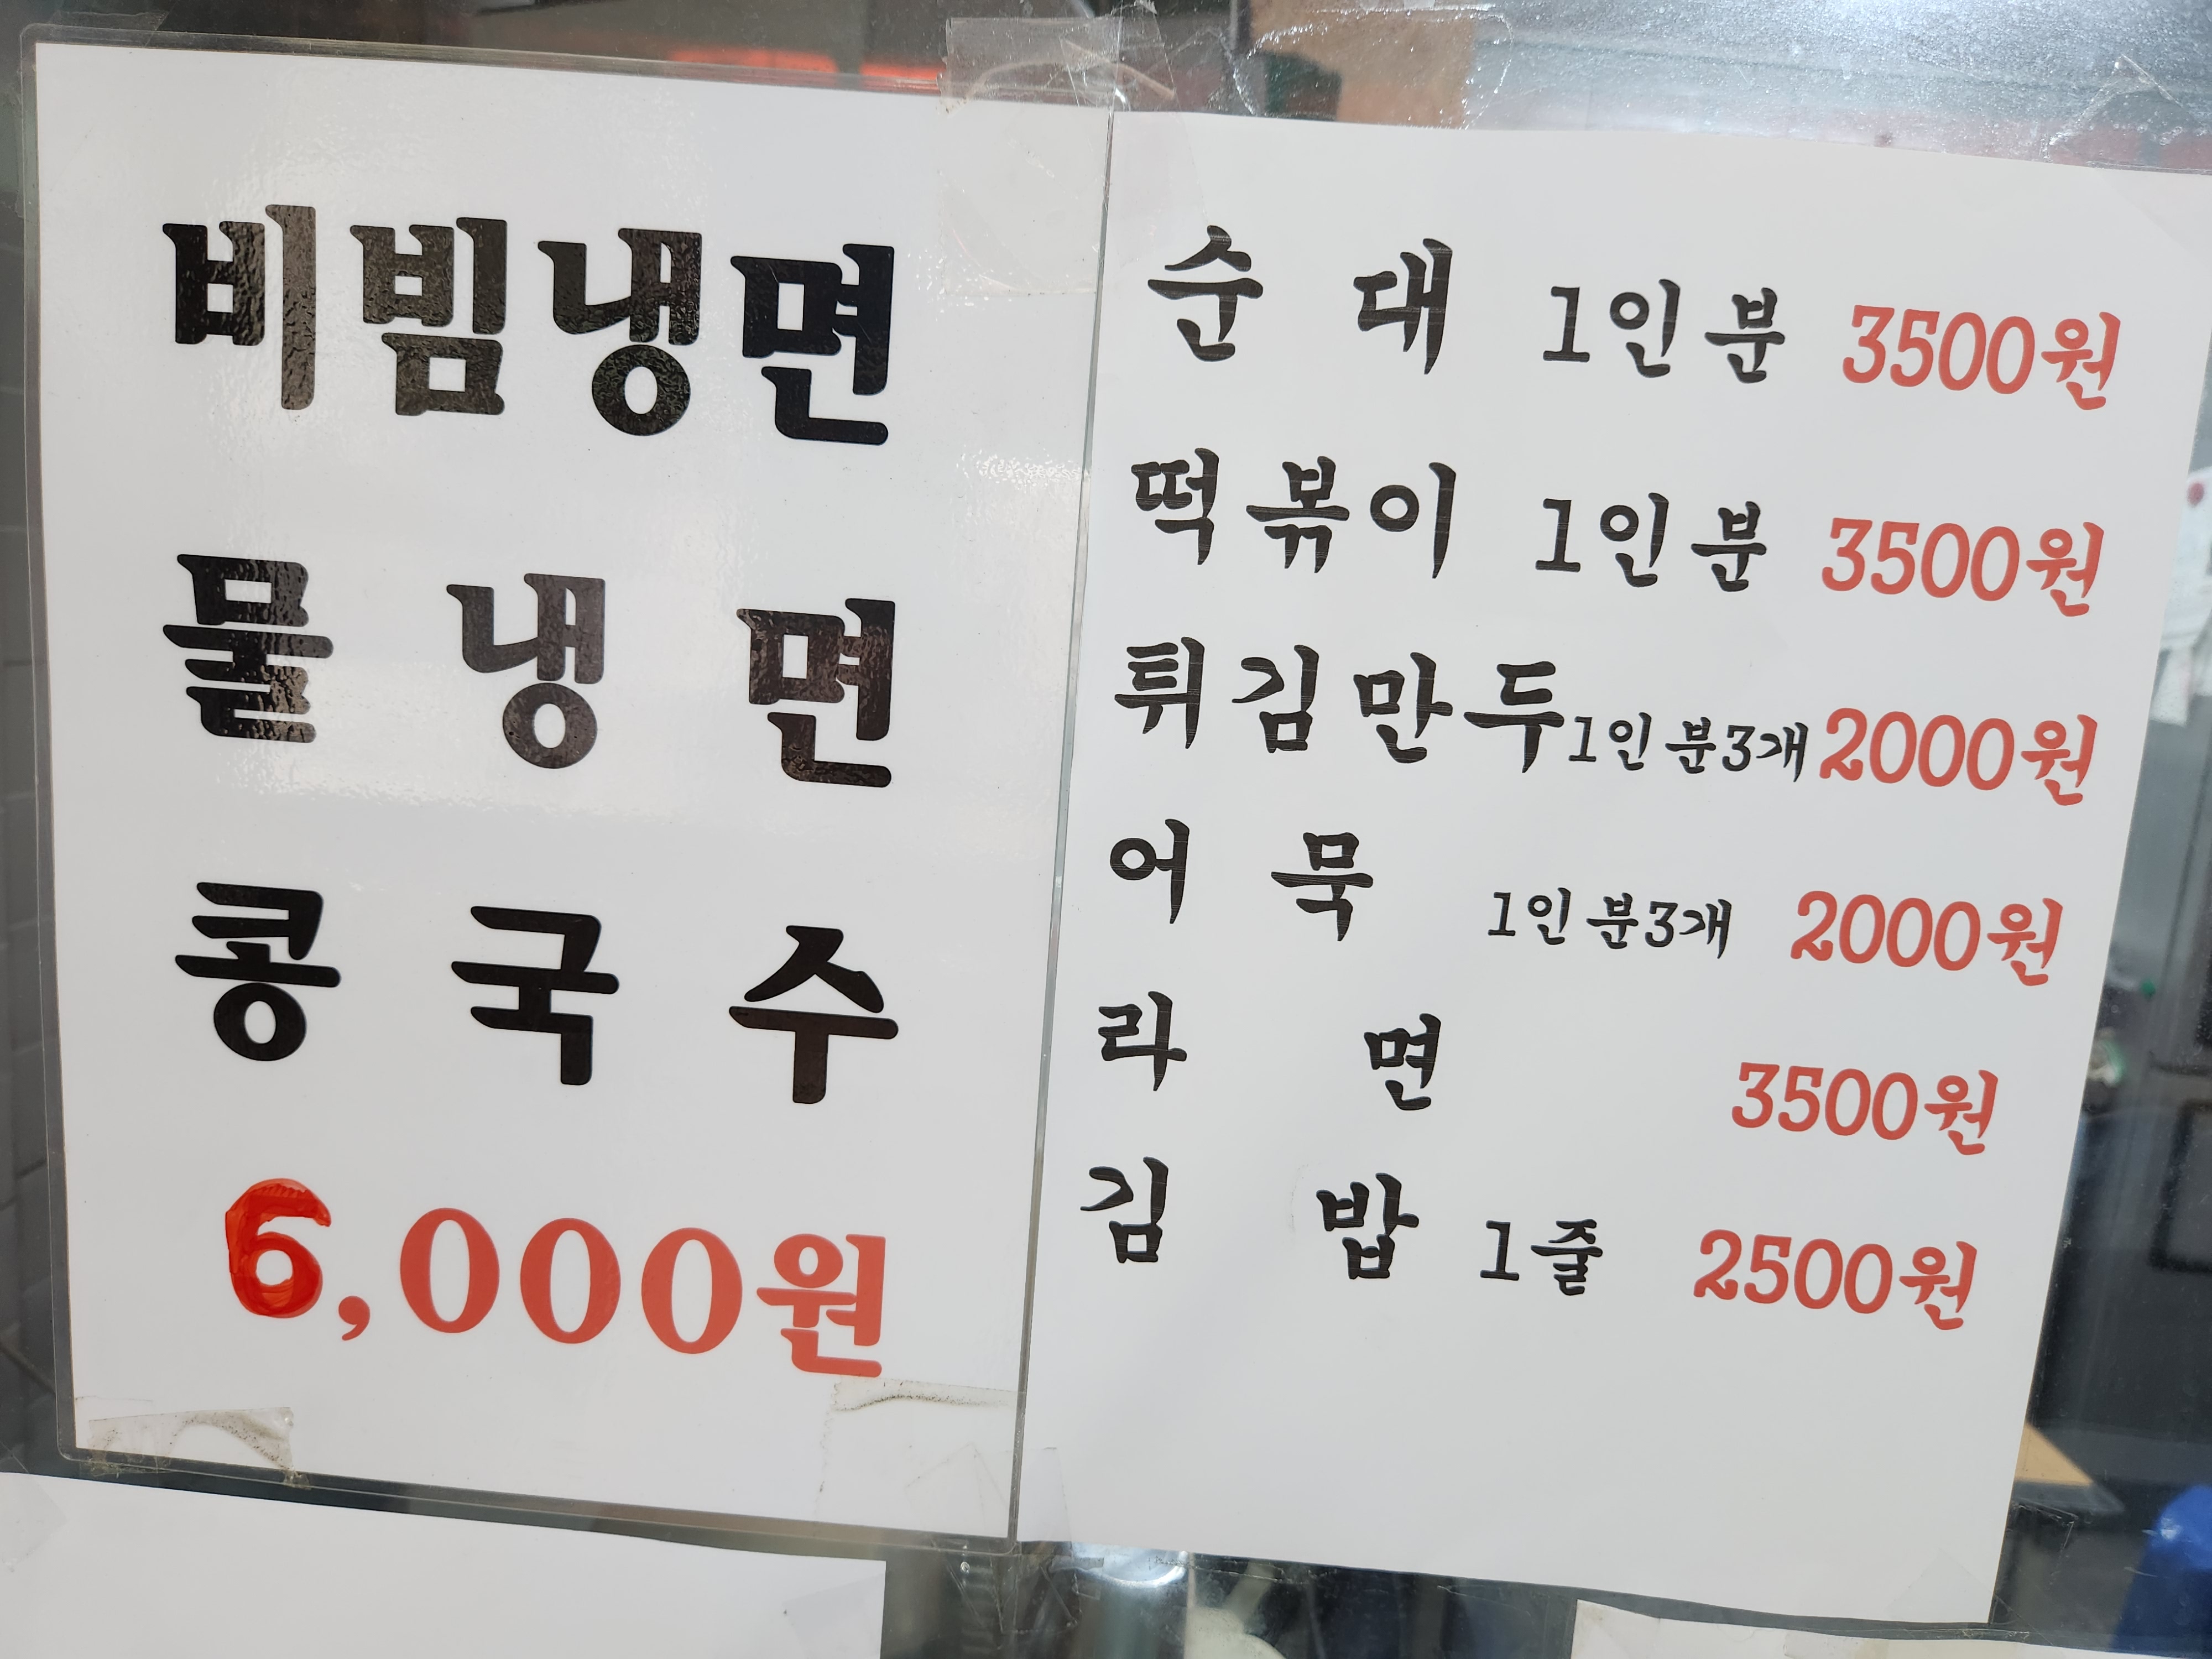 비빔냉면
물냉면
콩국수
6,000원
순대 1인분 3500원
떡볶이 1인분 3500원
튀김만두 1인분3개 2000원
어묵 1인분3개 2000원
라면 3500원
김밥 1줄 2500원